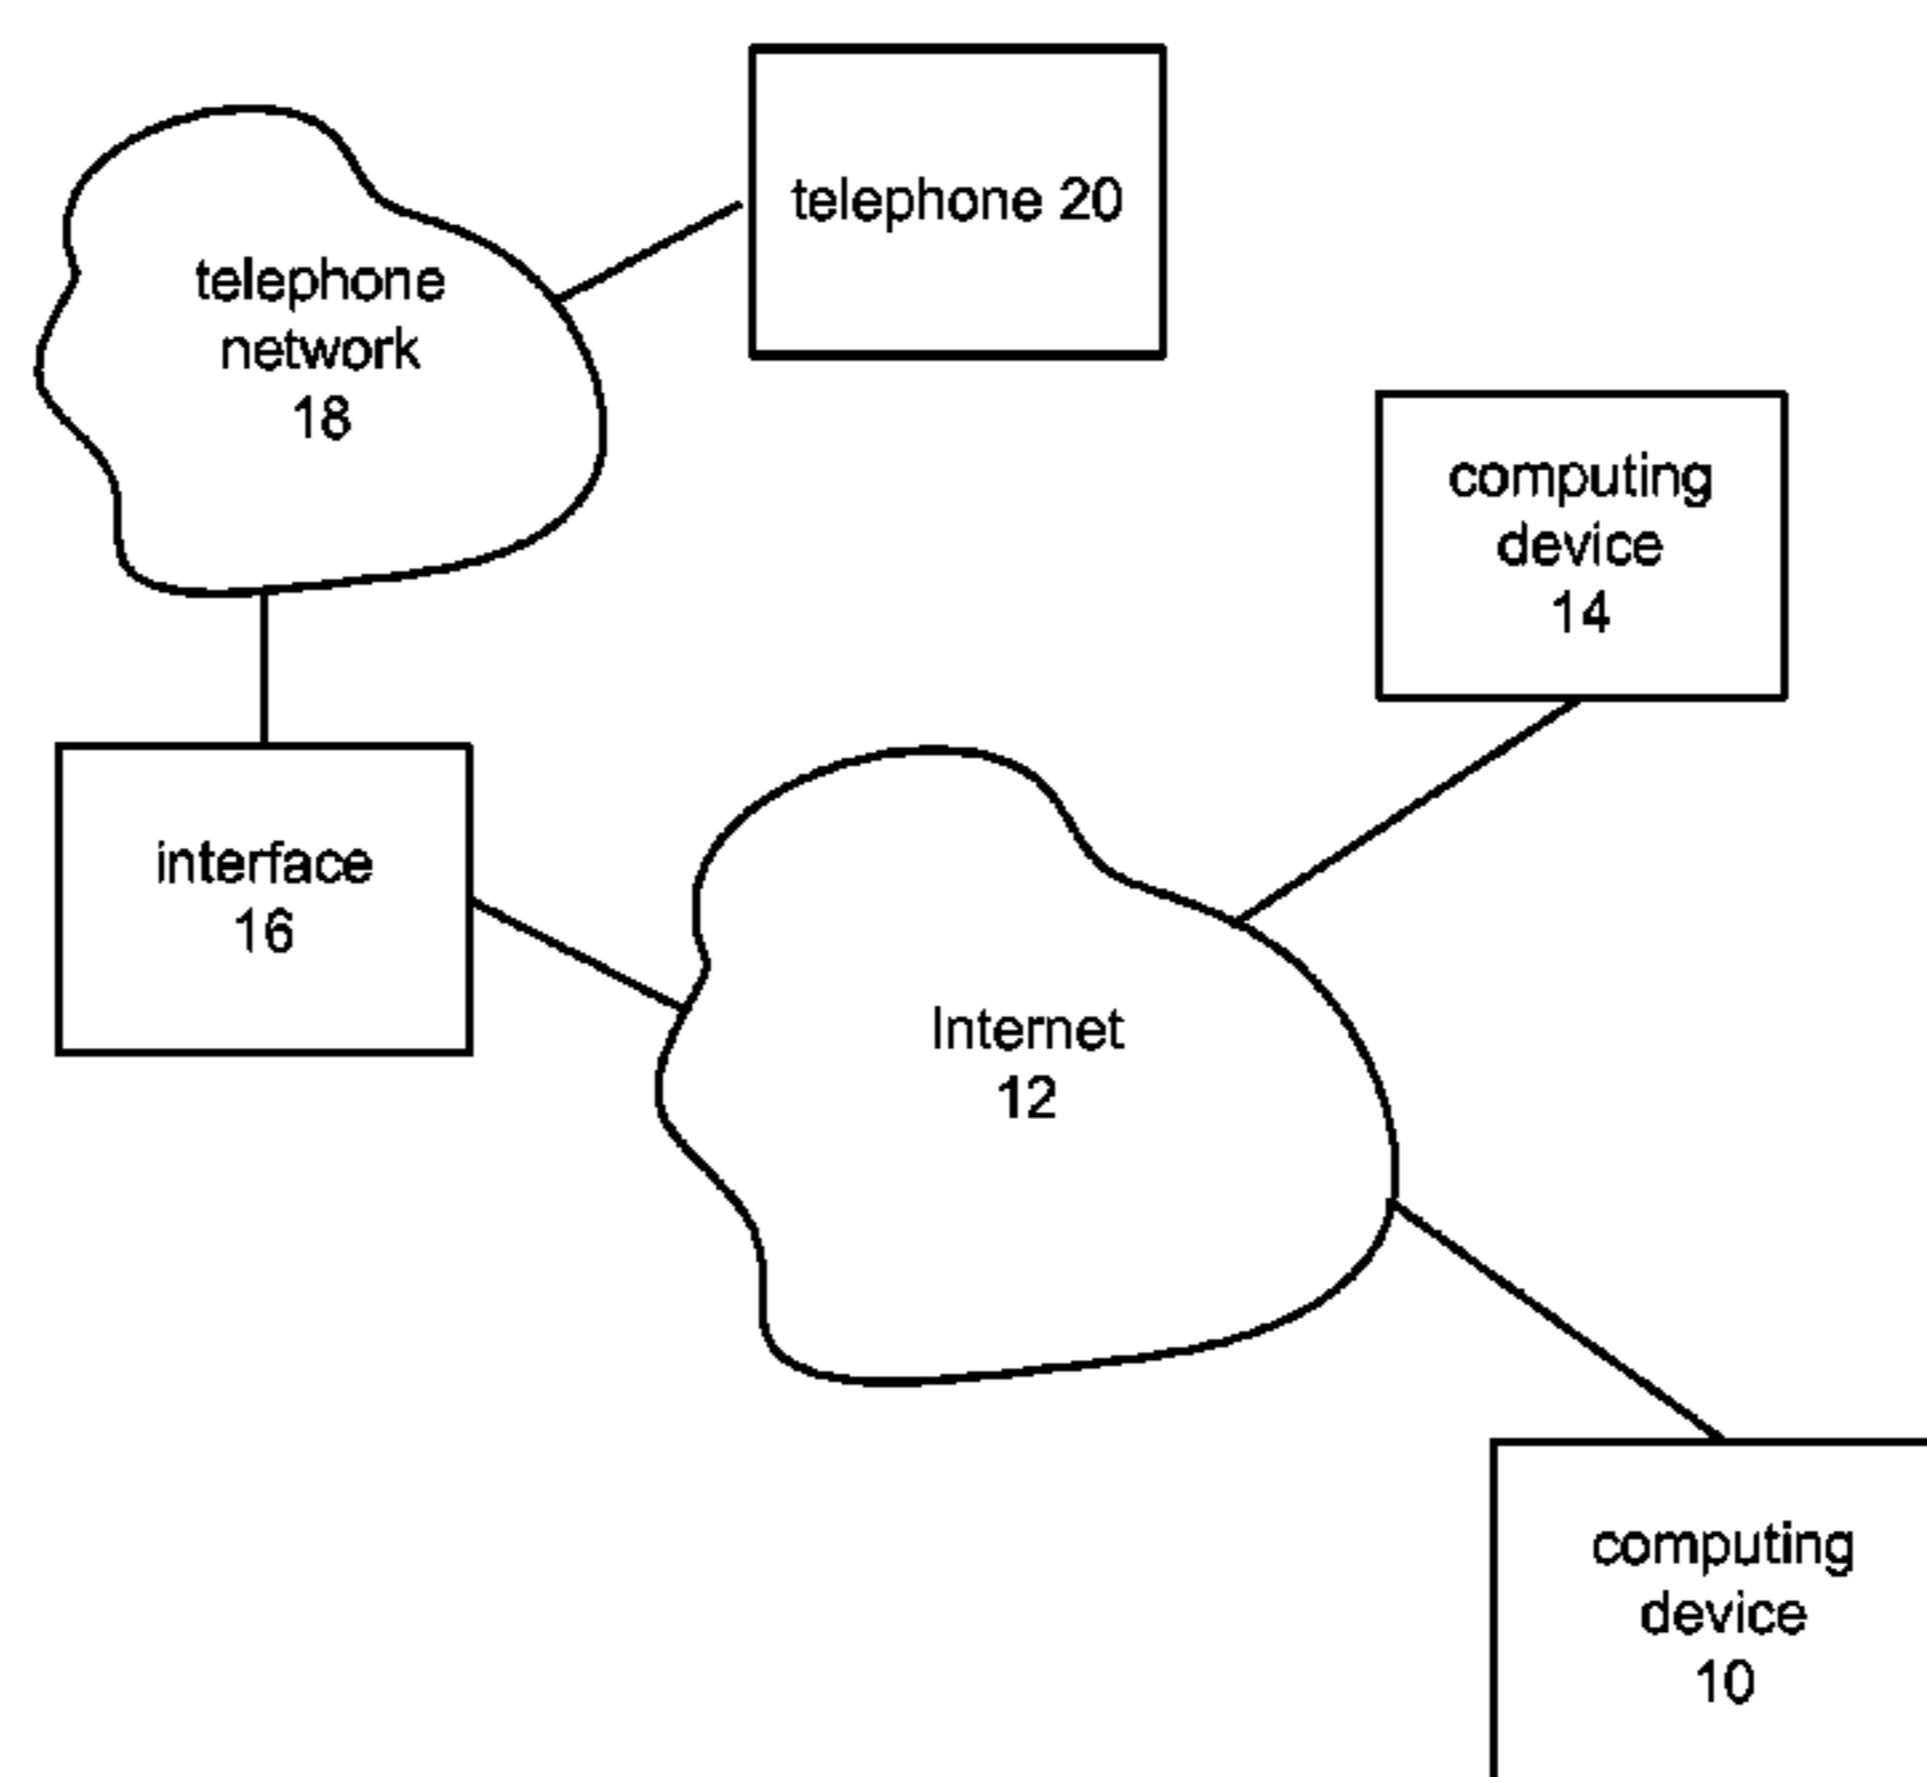 telephone 20
telephone
network
18
computing
device
14
interface
16
Internet
12
computing
device
10